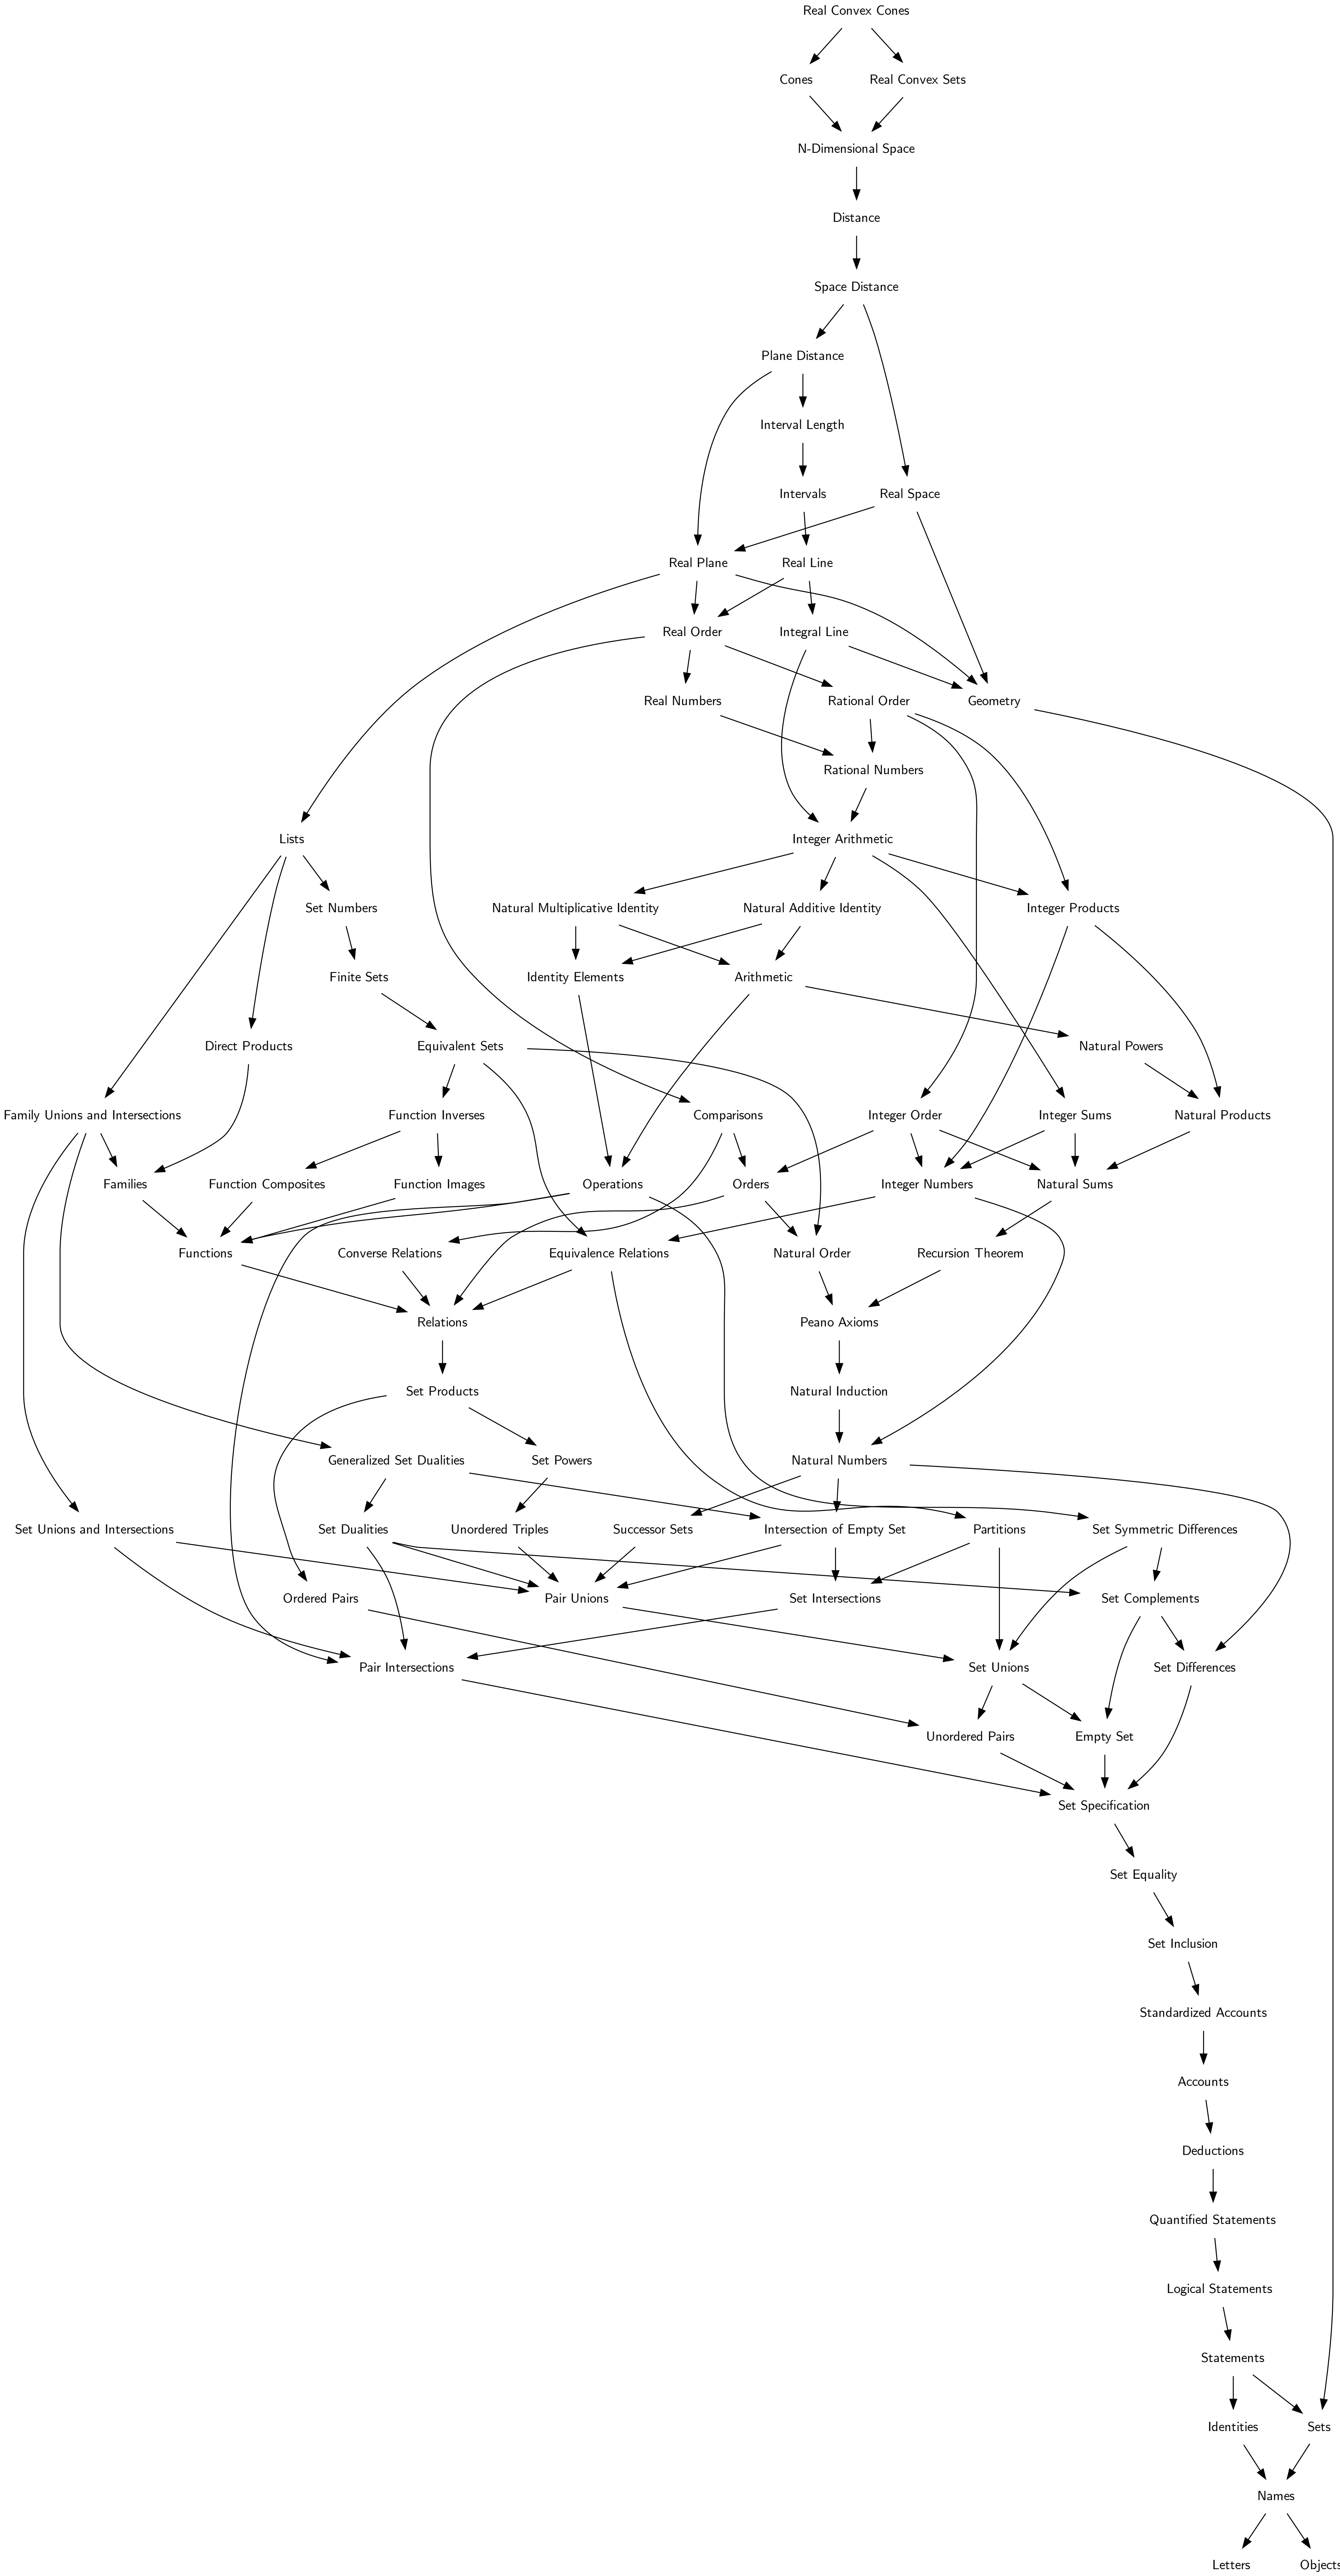 Real Convex Cones
Cones
Real Convex Sets
N-Dimensional Space
Distance
Space Distance
Plane Distance
Interval Length
Intervals
Real Space
Real Plane
Real Line
Real Order
Integral Line
Real Numbers
Rational Order
Geometry
Rational Numbers
Lists
Integer Arithmetic
Set Numbers
Natural Multiplicative Identity
Natural Additive Identity
Integer Products
Finite Sets
Identity Elements
Arithmetic
Direct Products
Equivalent Sets
Natural Powers
Family Unions and Intersections
Function Inverses
Comparisons
Integer Order
Integer Sums
Natural Products
Families
Function Composites
Function Images
Operations
Orders
Integer Numbers
Natural Sums
Functions
Converse Relations
Equivalence Relations
Natural Order
Recursion Theorem
Relations
Peano Axioms
Set Products
Natural Induction
Generalized Set Dualities
Set Powers
Natural Numbers
Set Unions and Intersections
Set Dualities
Unordered Triples
Successor Sets
Intersection of Empty Set
Partitions
Set Symmetric Differences
Ordered Pairs
Pair Unions
Set Intersections
Set Complements
Pair Intersections
Set Unions
Set Differences
Unordered Pairs
Empty Set
Set Specification
Set Equality
Set Inclusion
Standardized Accounts
Accounts
Deductions
Quantified Statements
Logical Statements
Statements
Identities
Sets
Names
Letters
Objects